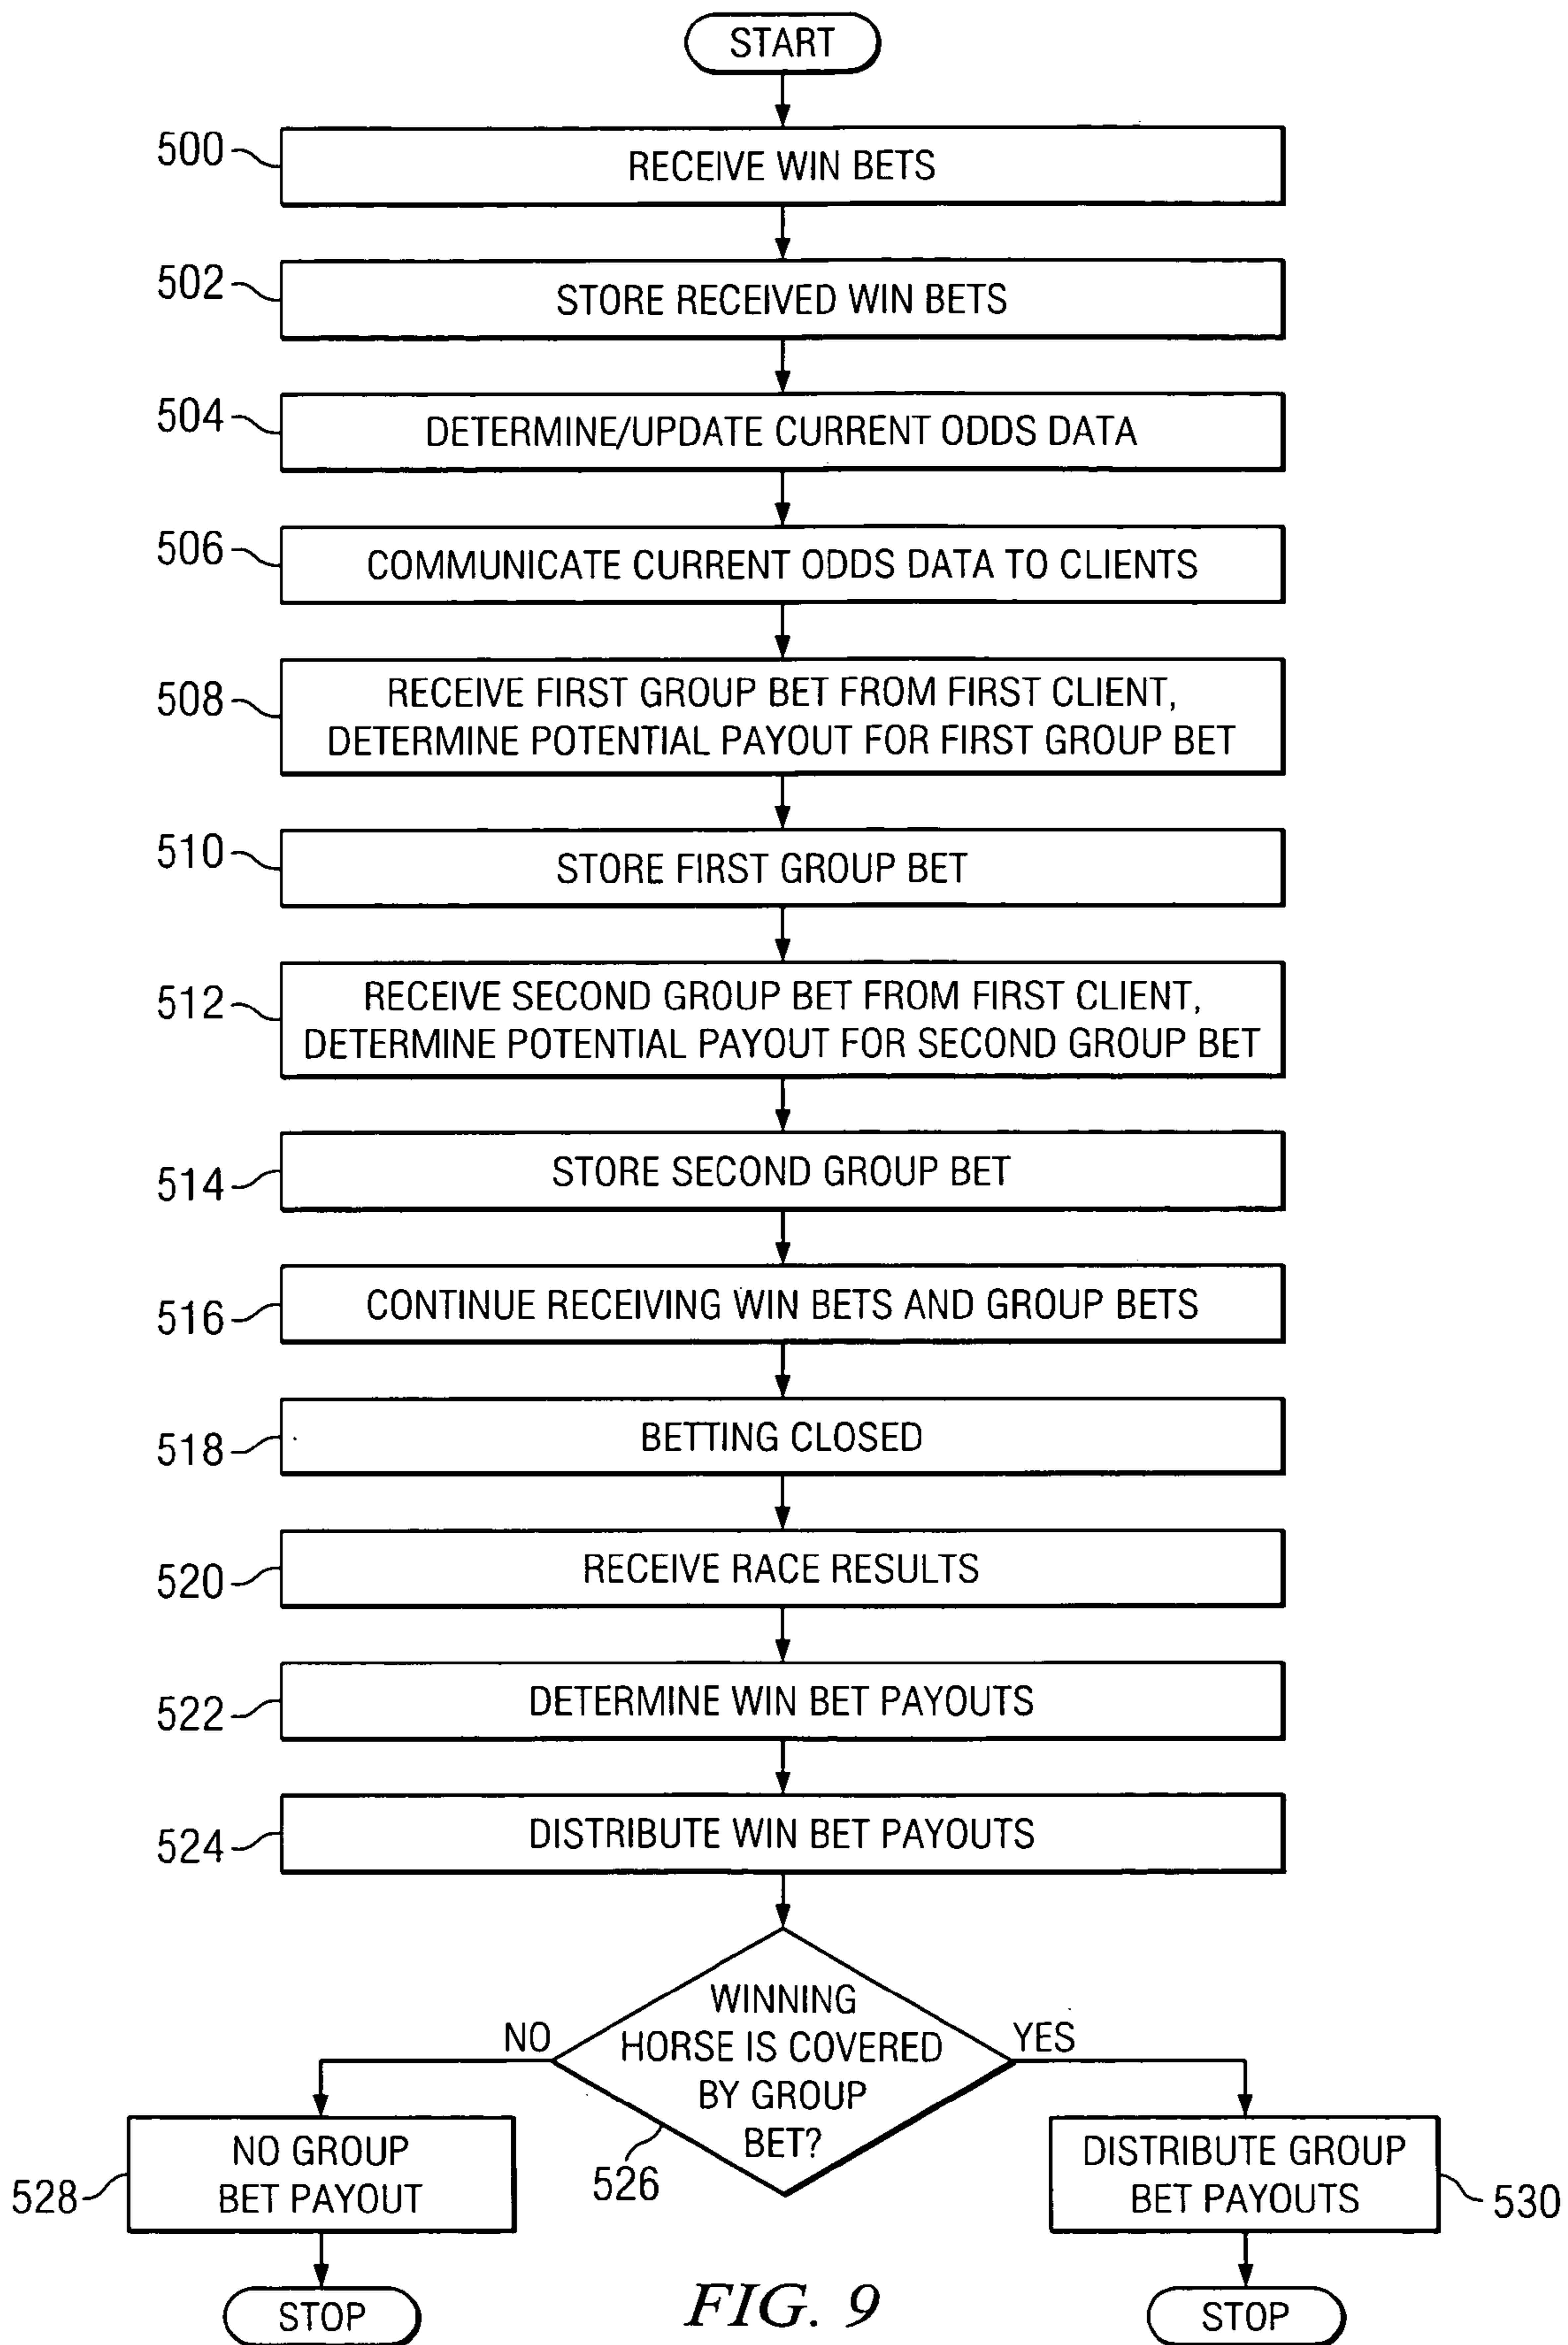 START
500
RECEIVE WIN BETS
502
STORE RECEIVED WIN BETS
504
DETERMINE/UPDATE CURRENT ODDS DATA
506
COMMUNICATE CURRENT ODDS DATA TO CLIENTS
508
RECEIVE FIRST GROUP BET FROM FIRST CLIENT,
DETERMINE POTENTIAL PAYOUT FOR FIRST GROUP BET
510
STORE FIRST GROUP BET
512
RECEIVE SECOND GROUP BET FROM FIRST CLIENT,
DETERMINE POTENTIAL PAYOUT FOR SECOND GROUP BET
514
STORE SECOND GROUP BET
516
CONTINUE RECEIVING WIN BETS AND GROUP BETS
518
BETTING CLOSED
520
RECEIVE RACE RESULTS
522
DETERMINE WIN BET PAYOUTS
524
DISTRIBUTE WIN BET PAYOUTS
WINNING
HORSE IS COVERED
BY GROUP
BET?
526
NO
YES
528
NO GROUP
BET PAYOUT
DISTRIBUTE GROUP
BET PAYOUTS
530
STOP
STOP
FIG. 9